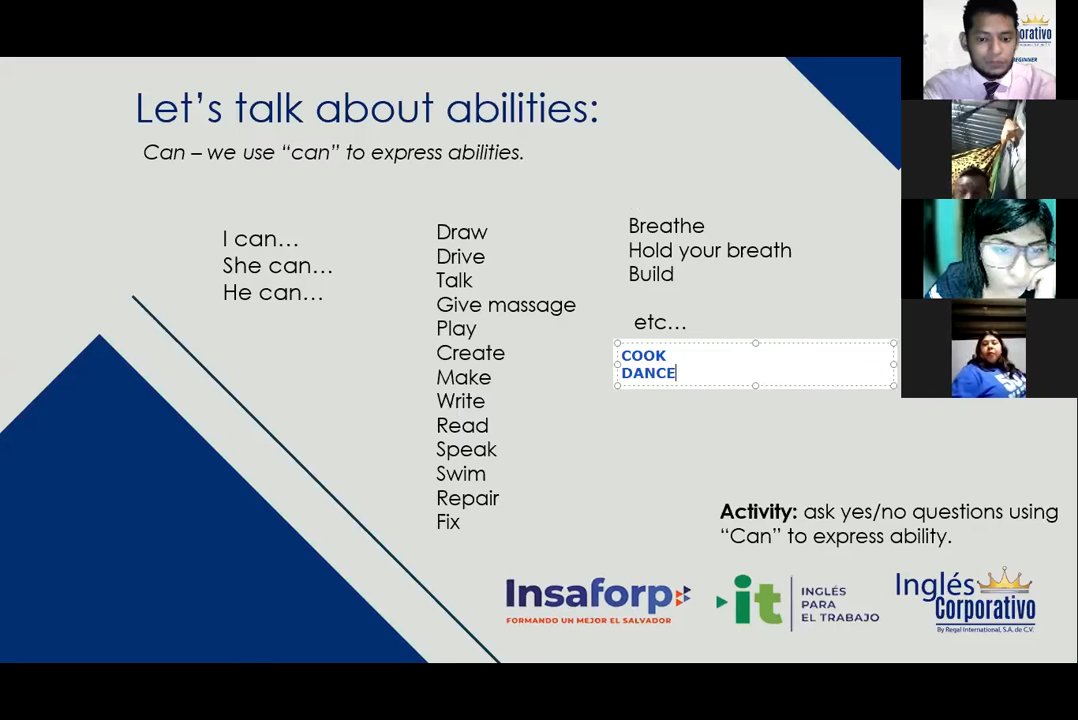 Let's talk about abilities:
Can – we use “can” to express abilities.
I can…
She can…
He can…
Draw
Drive
Talk
Give massage
Play
Create
Make
Write
Read
Speak
Swim
Repair
Fix
Breathe
Hold your breath
Build
etc…
COOK
DANCE
Activity: ask yes/no questions using
“Can” to express ability.
Insaforp
FORMANDO UN MEJOR EL SALVADOR
it
INGLÉS
PARA
EL TRABAJO
Inglés
Corporativo
By Regal International, S.A. de C.V.
orativo